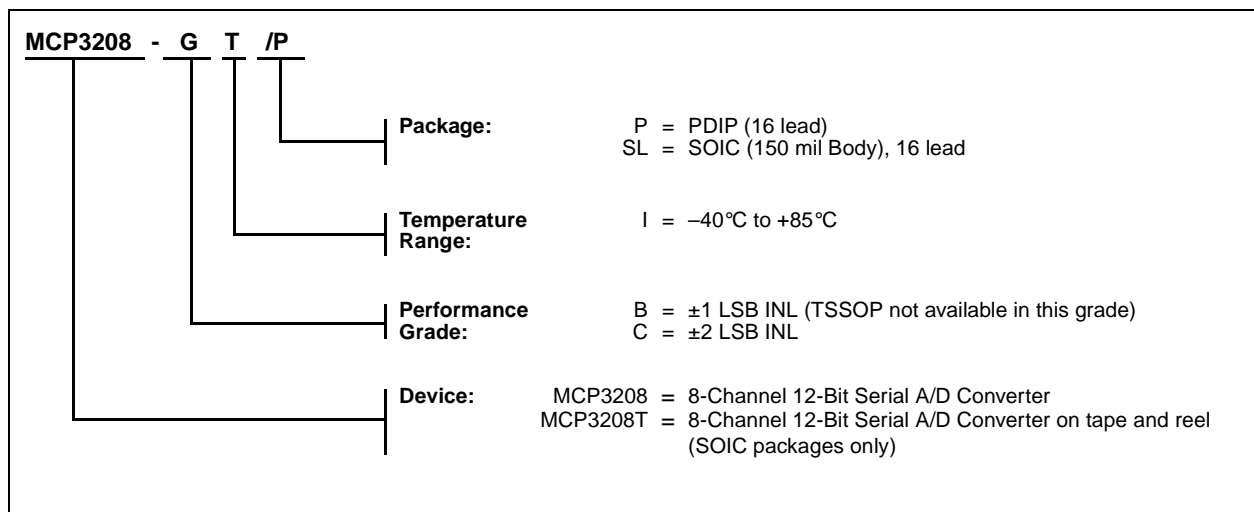 MCP3208 - G T /P
Package: P = PDIP (16 lead)
SL = SOIC (150 mil Body), 16 lead
Temperature I = –40°C to +85°C
Range:
Performance B = ±1 LSB INL (TSSOP not available in this grade)
Grade: C = ±2 LSB INL
Device: MCP3208 = 8-Channel 12-Bit Serial A/D Converter
MCP3208T = 8-Channel 12-Bit Serial A/D Converter on tape and reel
(SOIC packages only)